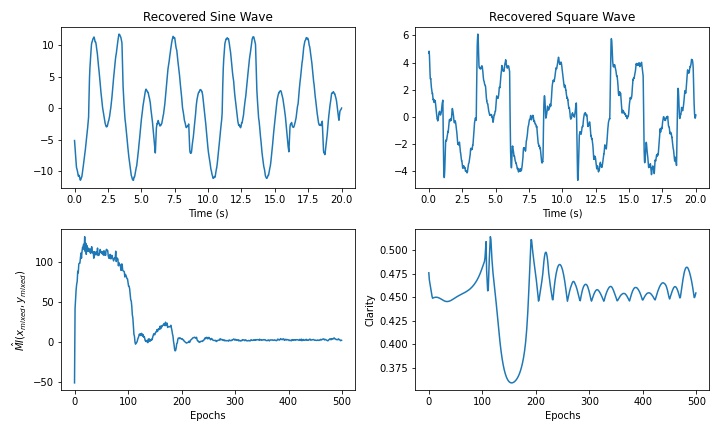 Recovered Sine Wave
10
5
0
−5
−10
0.0 2.5 5.0 7.5 10.0 12.5 15.0 17.5 20.0
Time (s)
Recovered Square Wave
6
4
2
0
−2
−4
0.0 2.5 5.0 7.5 10.0 12.5 15.0 17.5 20.0
Time (s)
M̂I(x_mixed, y_mixed)
100
50
0
−50
0 100 200 300 400 500
Epochs
Clarity
0.500
0.475
0.450
0.425
0.400
0.375
0 100 200 300 400 500
Epochs